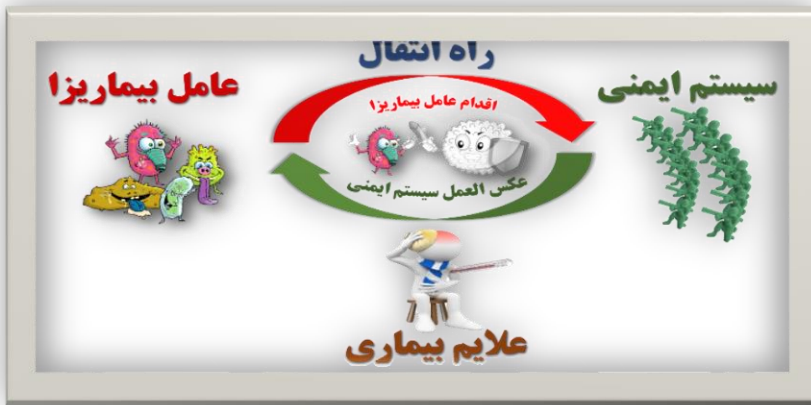 راه انتقال
سیستم ایمنی
عامل بیماریزا
اقدام عامل بیماریزا
عکس العمل سیستم ایمنی
علایم بیماری